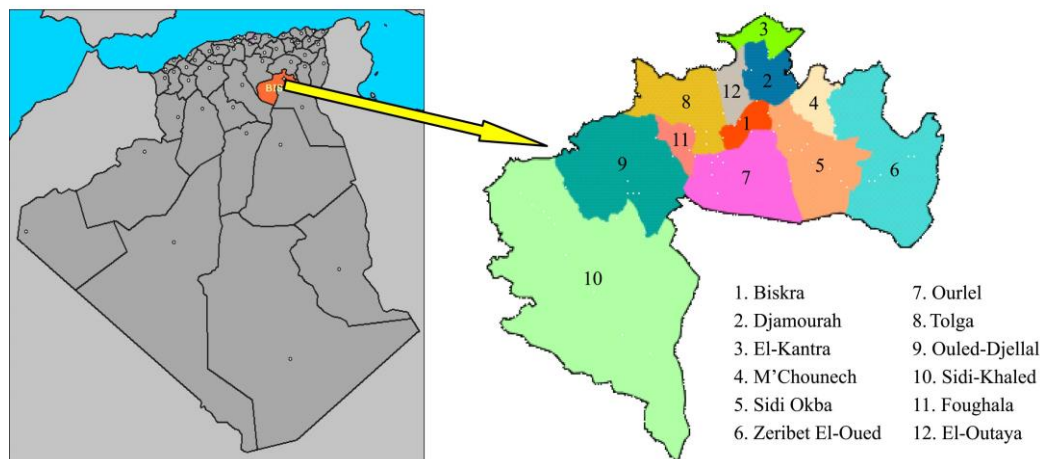 3
12
2
8
4
1
11
9
5
6
7
10
1. Biskra
2. Djamourah
3. El-Kantra
4. M'Chounech
5. Sidi Okba
6. Zeribet El-Oued
7. Ourlel
8. Tolga
9. Ouled-Djellal
10. Sidi-Khaled
11. Foughala
12. El-Outaya